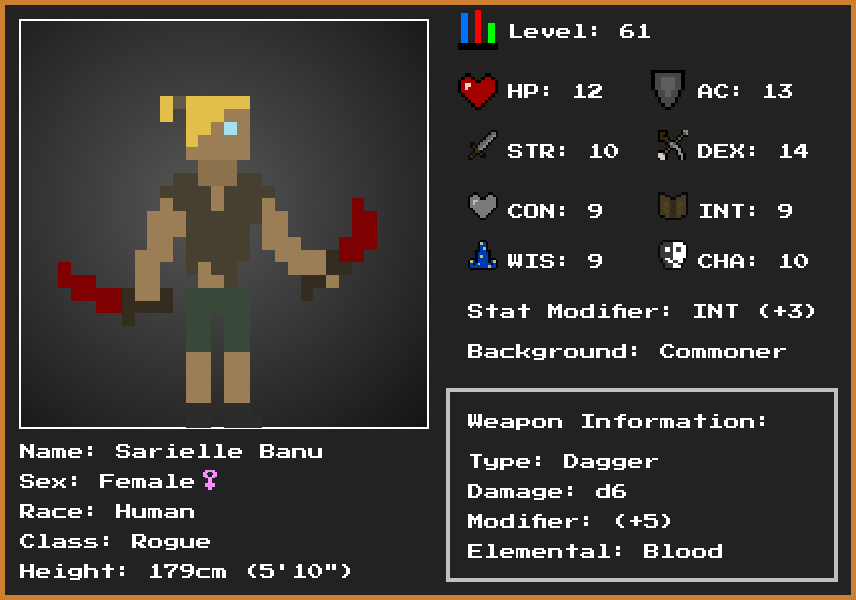 Level: 61
HP: 12
AC: 13
STR: 10
DEX: 14
CON: 9
INT: 9
WIS: 9
CHA: 10
Stat Modifier: INT (+3)
Background: Commoner
Weapon Information:
Type: Dagger
Damage: d6
Modifier: (+5)
Elemental: Blood
Name: Sarielle Banu
Sex: Female♀
Race: Human
Class: Rogue
Height: 179cm (5'10")